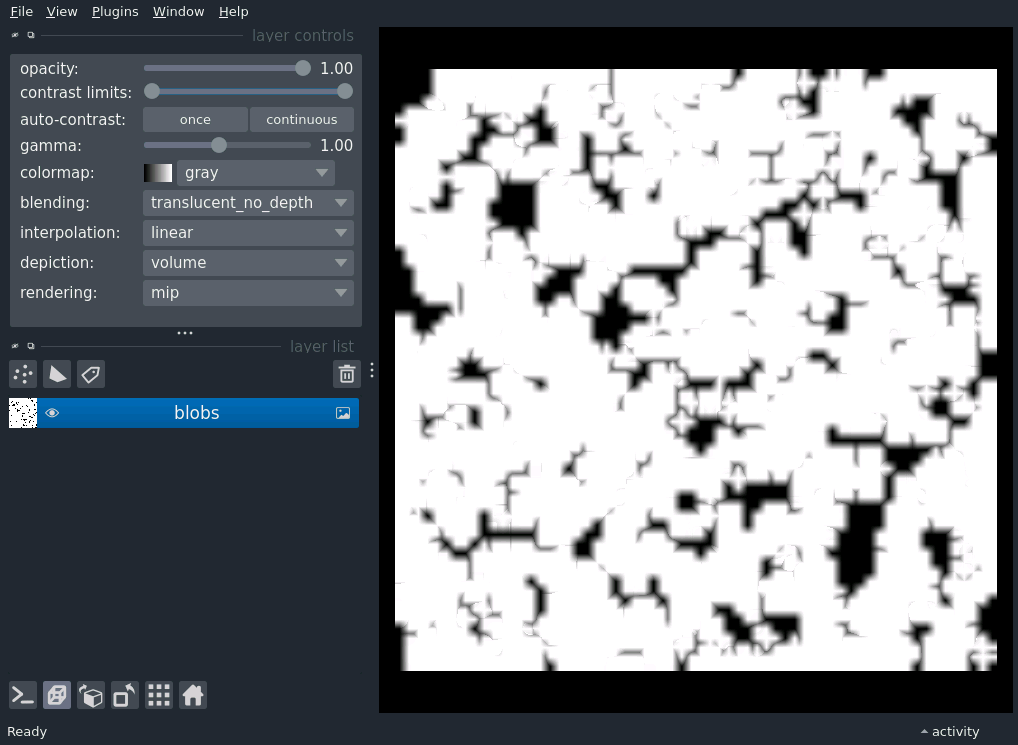 File View Plugins Window Help
layer controls
opacity: 1.00
contrast limits:
auto-contrast: once continuous
gamma: 1.00
colormap: gray
blending: translucent_no_depth
interpolation: linear
depiction: volume
rendering: mip
layer list
blobs
Ready activity